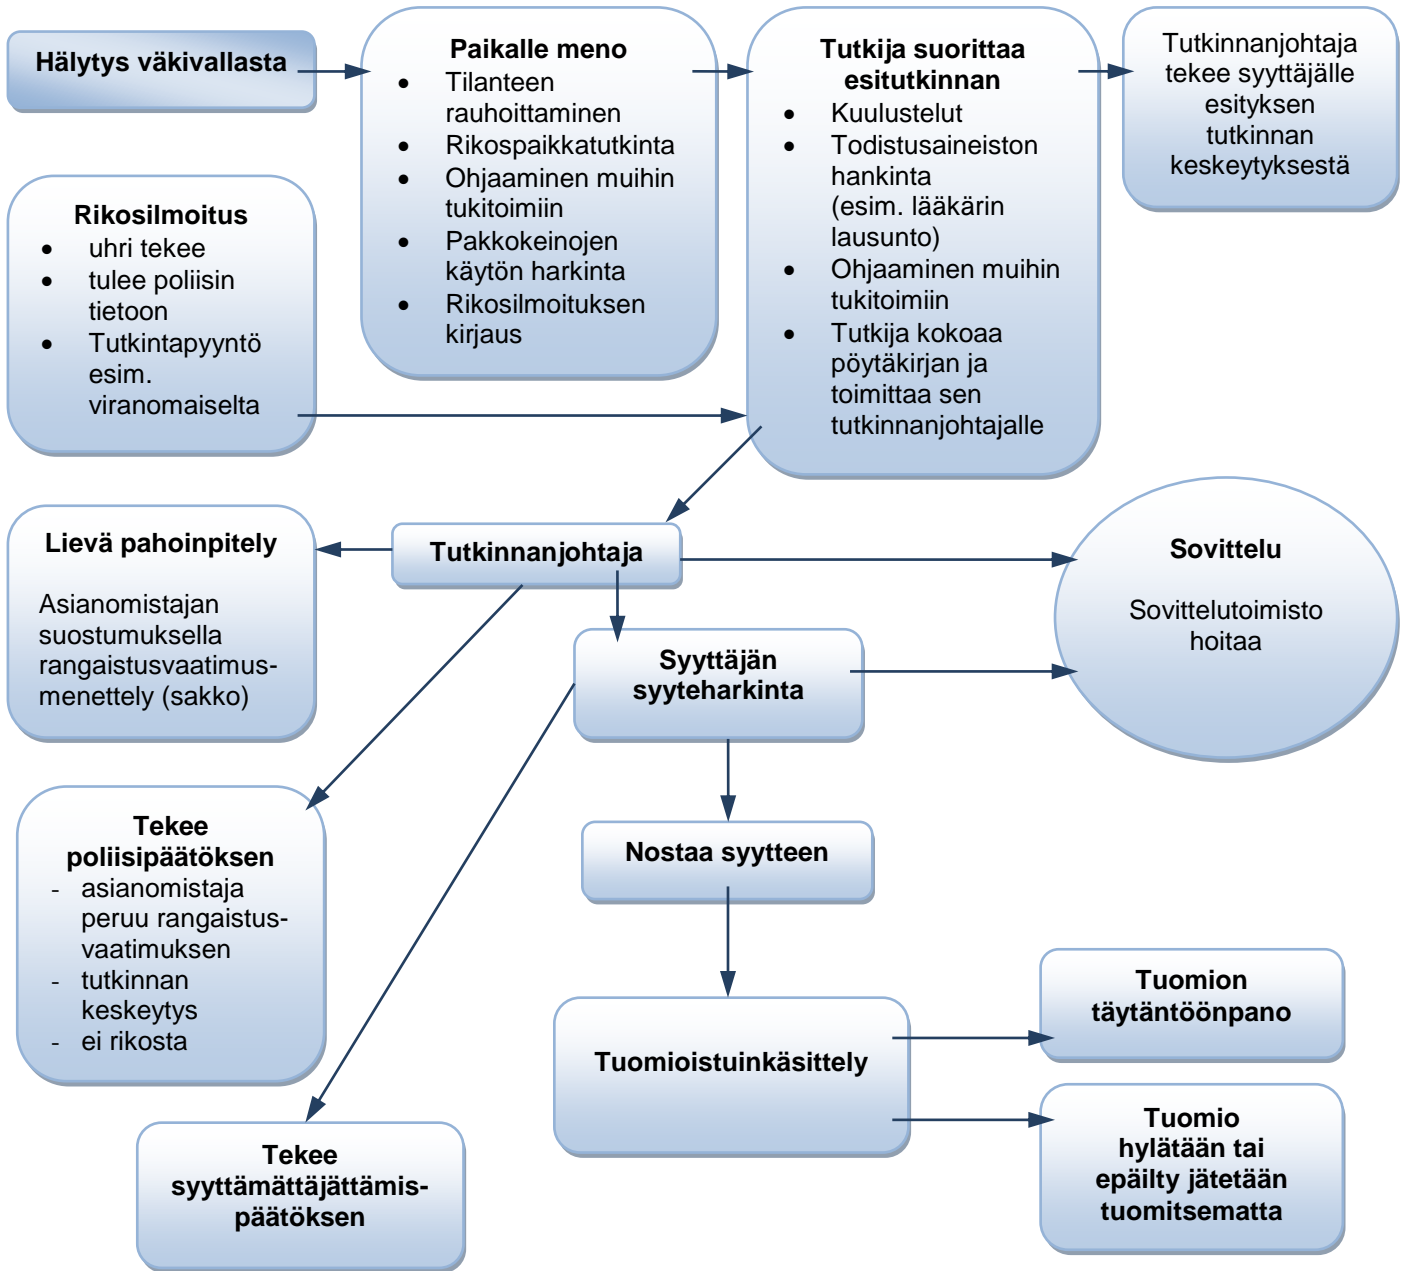 Hälytys väkivallasta
Paikalle meno
• Tilanteen
rauhoittaminen
• Rikospaikkatutkinta
• Ohjaaminen muihin
tukitoimiin
• Pakkokeinojen
käytön harkinta
• Rikosilmoituksen
kirjaus
Tutkija suorittaa
esitutkinnan
• Kuulustelut
• Todistusaineiston
hankinta
(esim. lääkärin
lausunto)
• Ohjaaminen muihin
tukitoimiin
• Tutkija kokoaa
pöytäkirjan ja
toimittaa sen
tutkinnanjohtajalle
Tutkinnanjohtaja
tekee syyttäjälle
esityksen
tutkinnan
keskeytyksestä
Rikosilmoitus
• uhri tekee
• tulee poliisin
tietoon
• Tutkintapyyntö
esim.
viranomaiselta
Lievä pahoinpitely
Asianomistajan
suostumuksella
rangaistusvaatimus-
menettely (sakko)
Tutkinnanjohtaja
Sovittelu
Sovittelutoimisto
hoitaa
Syyttäjän
syyteharkinta
Tekee
poliisipäätöksen
- asianomistaja
peruu rangaistus-
vaatimuksen
- tutkinnan
keskeytys
- ei rikosta
Nostaa syytteen
Tuomioistuinkäsittely
Tuomion
täytäntöönpano
Tuomio
hylätään tai
epäilty jätetään
tuomitsematta
Tekee
syyttämättäjättämis-
päätöksen